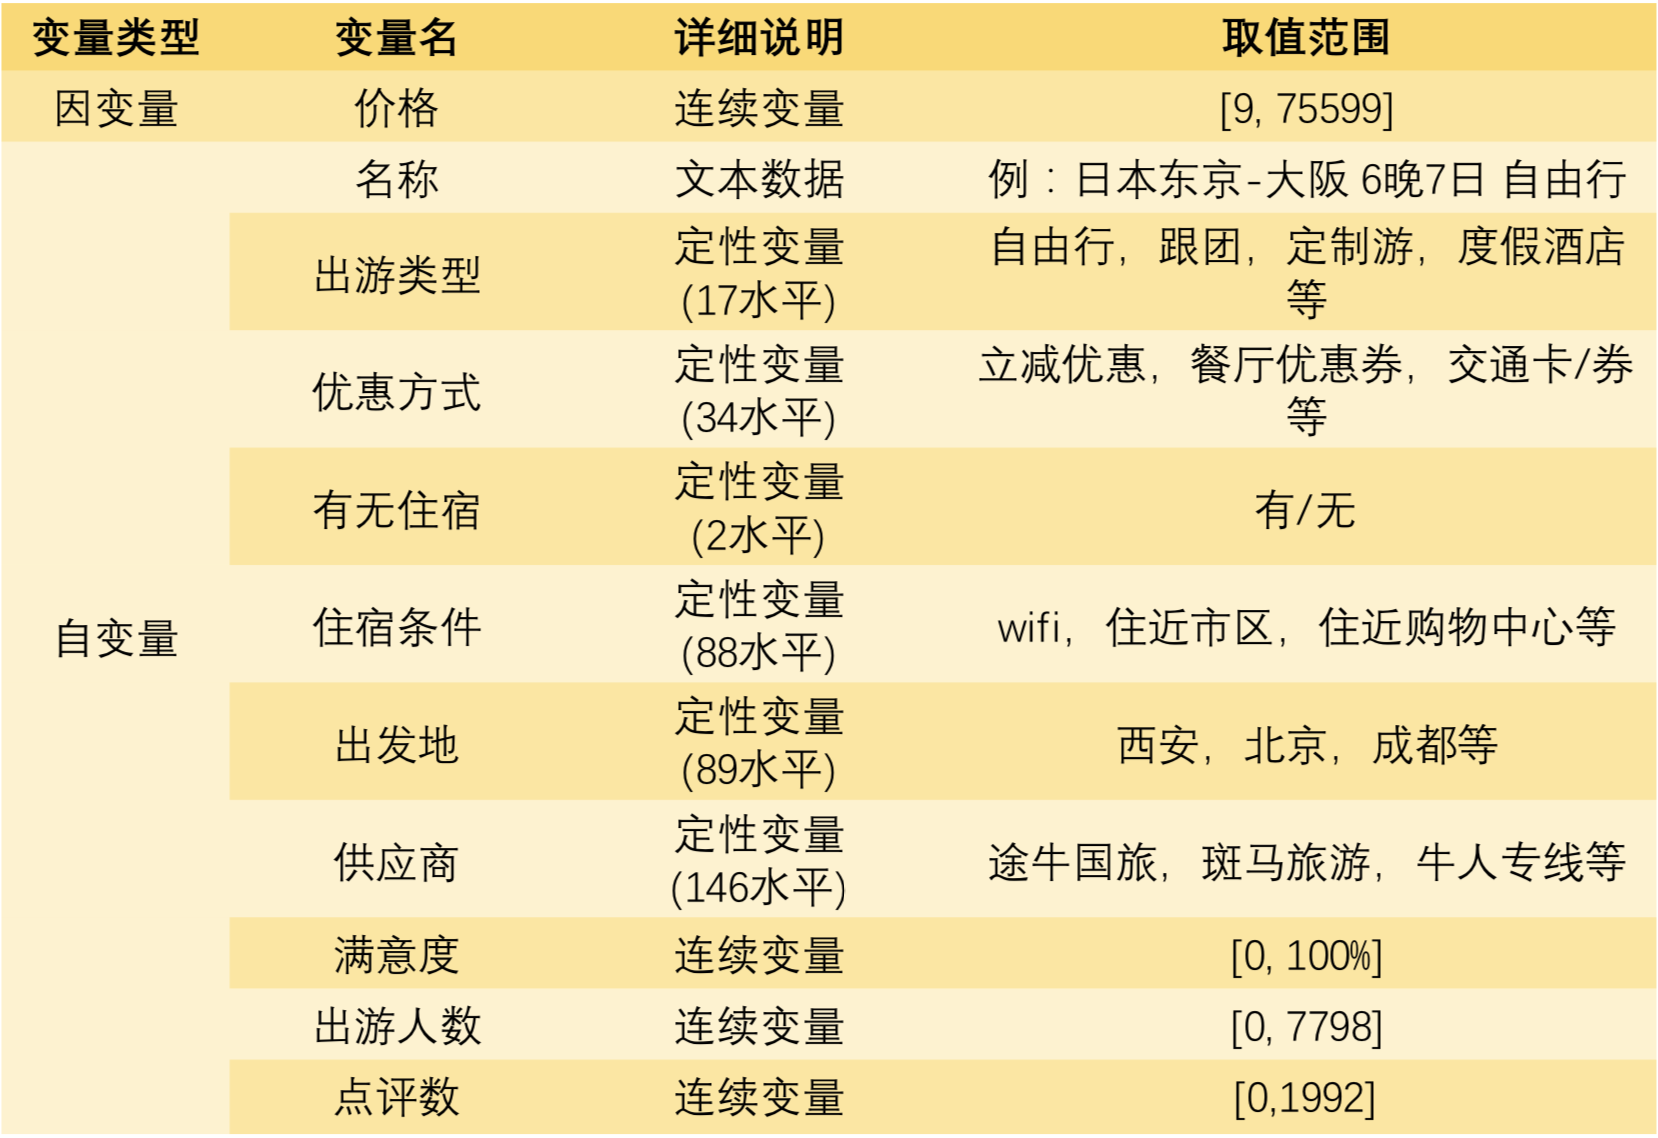 变量类型 变量名 详细说明 取值范围
因变量 价格 连续变量 [9, 75599]
自变量
名称 文本数据 例：日本东京-大阪 6晚7日 自由行
出游类型
定性变量
(17水平)
自由行，跟团，定制游，度假酒店
等
优惠方式
定性变量
(34水平)
立减优惠，餐厅优惠券，交通卡/券
等
有无住宿
定性变量
(2水平)
有/无
住宿条件
定性变量
(88水平)
wifi，住近市区，住近购物中心等
出发地
定性变量
(89水平)
西安，北京，成都等
供应商
定性变量
(146水平)
途牛国旅，斑马旅游，牛人专线等
满意度 连续变量 [0, 100%]
出游人数 连续变量 [0, 7798]
点评数 连续变量 [0,1992]